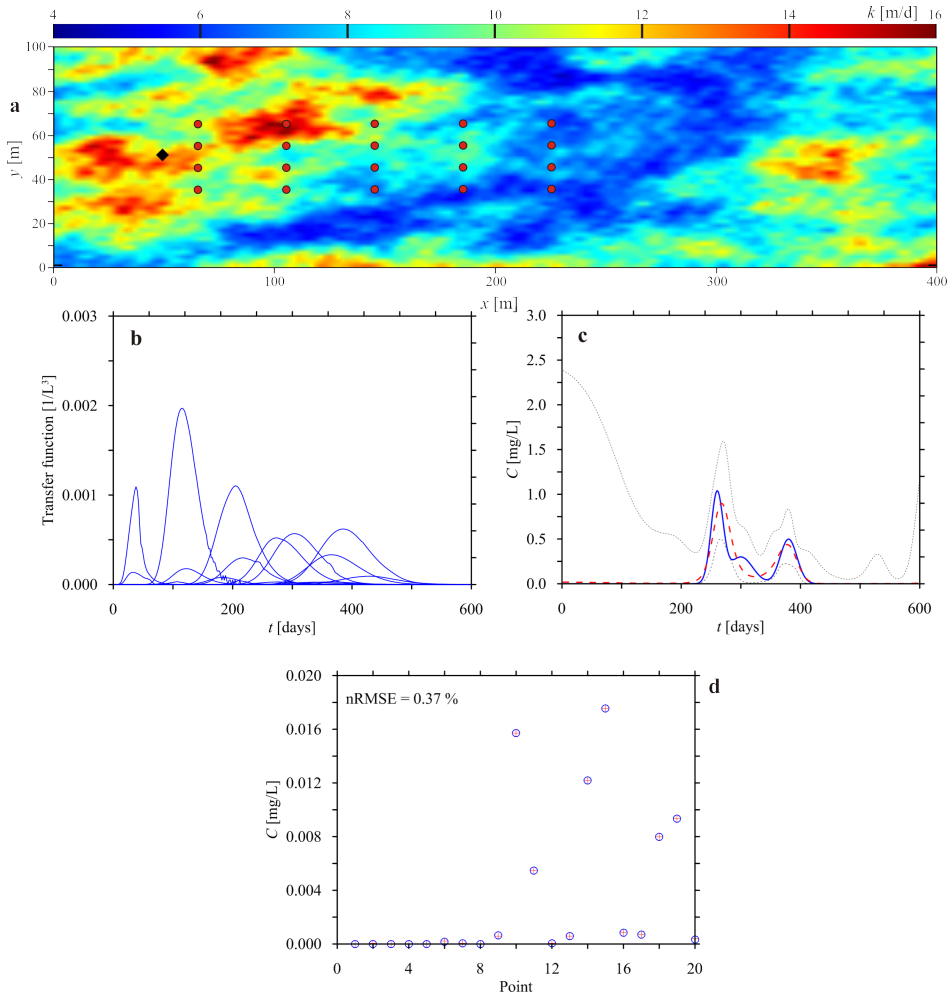 4 6 8 10 12 14 k [m/d] 16
100
80
a
60
y [m]
40
20
0
0 100 200 300 400
x [m]
0.003
b
0.002
Transfer function [1/L³]
0.001
0.000
0 200 400 600
t [days]
3.0
c
2.5
2.0
C [mg/L]
1.5
1.0
0.5
0.0
0 200 400 600
t [days]
0.020
d
nRMSE = 0.37 %
0.016
0.012
C [mg/L]
0.008
0.004
0.000
0 4 8 12 16 20
Point